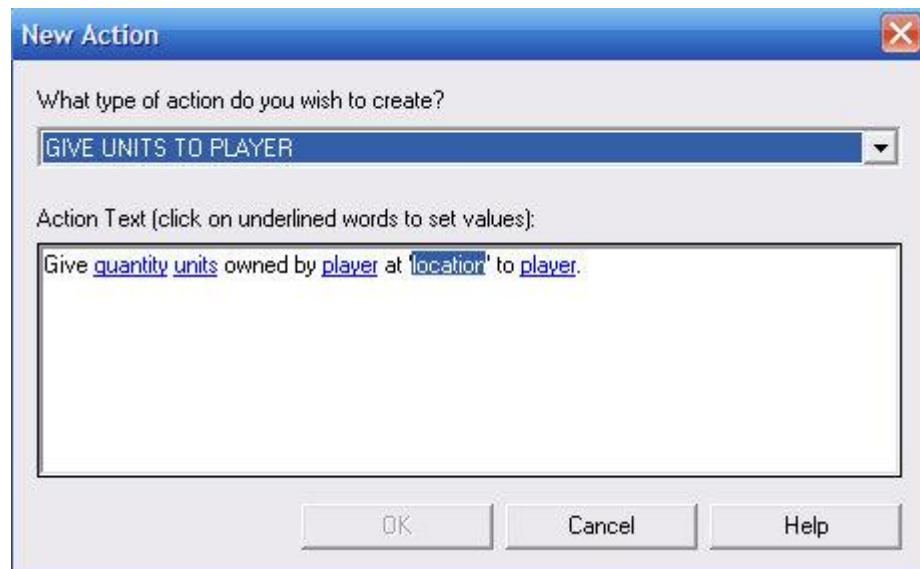 New Action
What type of action do you wish to create?
GIVE UNITS TO PLAYER
Action Text (click on underlined words to set values):
Give quantity units owned by player at 'location' to player.
OK Cancel Help